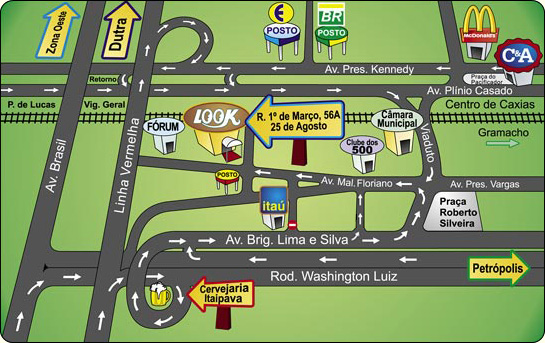 Zona Oeste
Dutra
Є
POSTO
BR
POSTO
McDONALD'S
C&A
Retorno
Av. Pres. Kennedy
Praça do
Pacificador
Av. Plínio Casado
P. de Lucas
Vig. Geral
Centro de Caxias
LOOK
R. 1º de Março, 56A
25 de Agosto
FÓRUM
Câmara
Municipal
Viaduto
Gramacho
Clube dos
500
Av. Brasil
Linha Vermelha
POSTO
Av. Mal. Floriano
Av. Pres. Vargas
itaú
Praça
Roberto
Silveira
Av. Brig. Lima e Silva
Rod. Washington Luiz
Petrópolis
Cervejaria
Itaipava